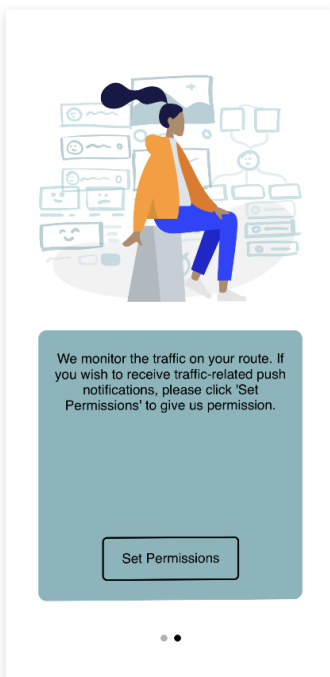 We monitor the traffic on your route. If
you wish to receive traffic-related push
notifications, please click 'Set
Permissions' to give us permission.
Set Permissions